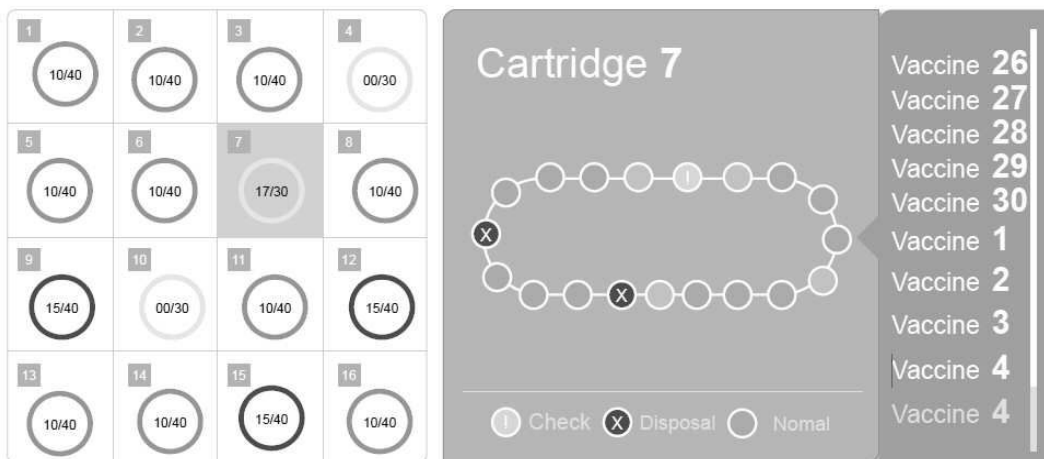 1
2
3
4
10/40
10/40
10/40
00/30
5
6
7
8
10/40
10/40
17/30
10/40
9
10
11
12
15/40
00/30
10/40
15/40
13
14
15
16
10/40
10/40
15/40
10/40
Cartridge 7
I
X
X
I Check X Disposal Nomal
Vaccine 26
Vaccine 27
Vaccine 28
Vaccine 29
Vaccine 30
Vaccine 1
Vaccine 2
Vaccine 3
Vaccine 4
Vaccine 4